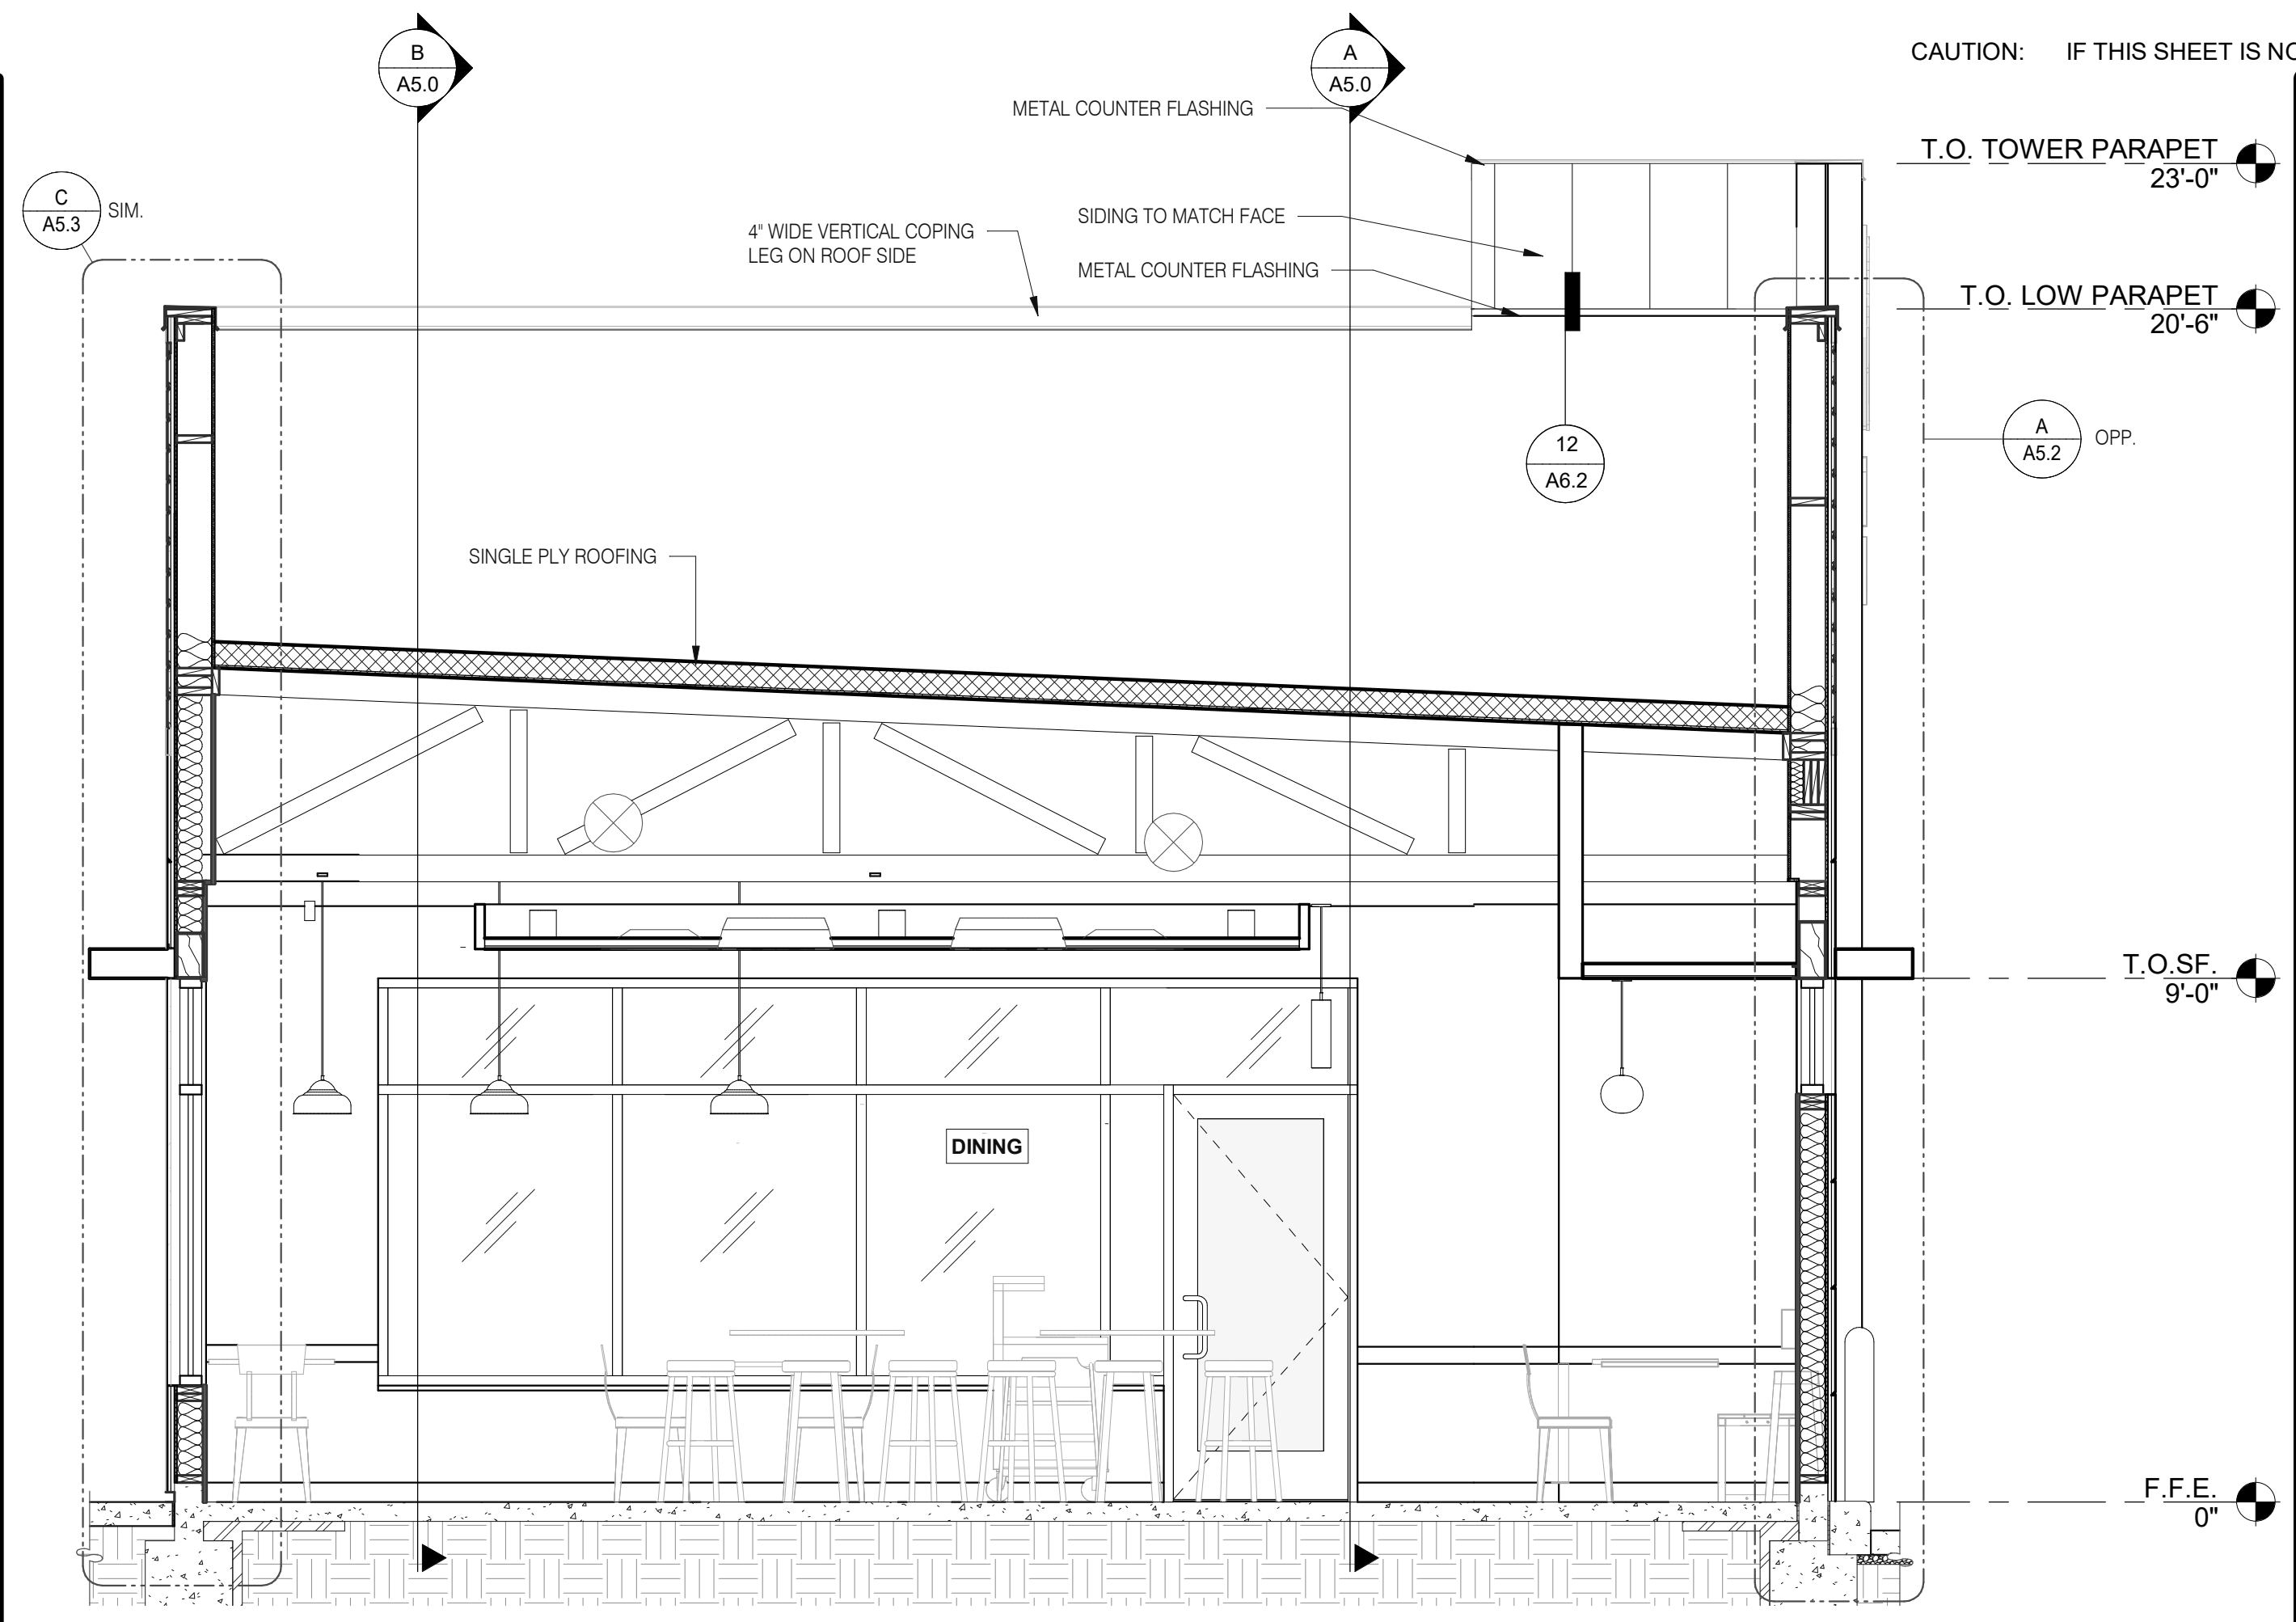 B
A5.0
A
A5.0
CAUTION: IF THIS SHEET IS NO
METAL COUNTER FLASHING
T.O. TOWER PARAPET
23'-0"
C
A5.3
SIM.
4" WIDE VERTICAL COPING
LEG ON ROOF SIDE
SIDING TO MATCH FACE
METAL COUNTER FLASHING
T.O. LOW PARAPET
20'-6"
12
A6.2
A
A5.2
OPP.
SINGLE PLY ROOFING
T.O.SF.
9'-0"
DINING
F.F.E.
0"